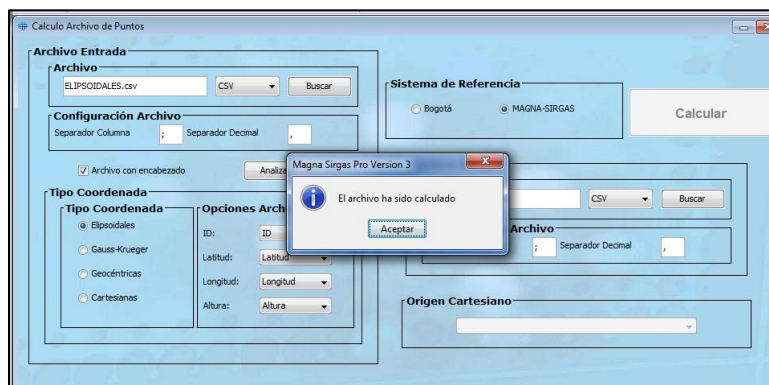 Calculo Archivo de Puntos
Archivo Entrada
Archivo
ELIPSOIDALES.csv
CSV
Buscar
Configuración Archivo
Separador Columna
;
Separador Decimal
,
Archivo con encabezado
Tipo Coordenada
Tipo Coordenada
Elipsoidales
Gauss-Krueger
Geocéntricas
Cartesianas
ID:
ID
Latitud:
Latitud
Longitud:
Longitud
Altura:
Altura
Opciones
Sistema de Referencia
Bogotá
MAGNA-SIRGAS
Calcular
Magna Sirgas Pro Version 3
El archivo ha sido calculado
Aceptar
CSV
Buscar
Archivo
;
Separador Decimal
,
Origen Cartesiano